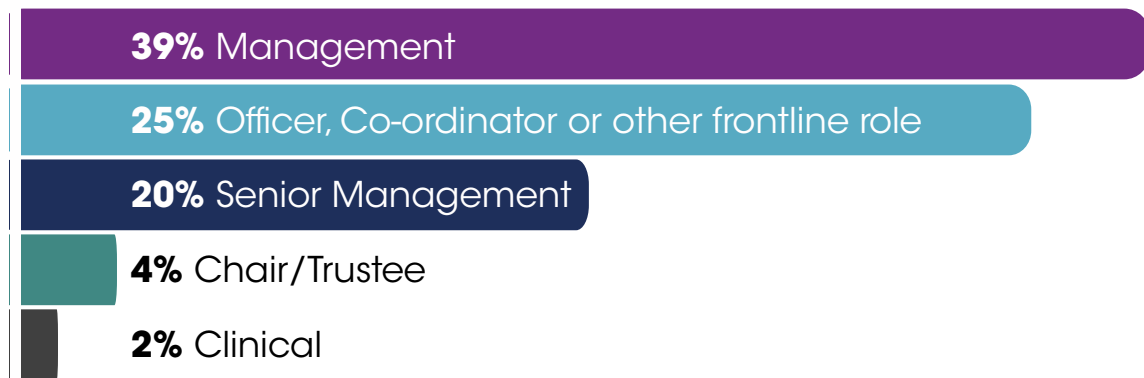 39% Management
25% Officer, Co-ordinator or other frontline role
20% Senior Management
4% Chair/Trustee
2% Clinical